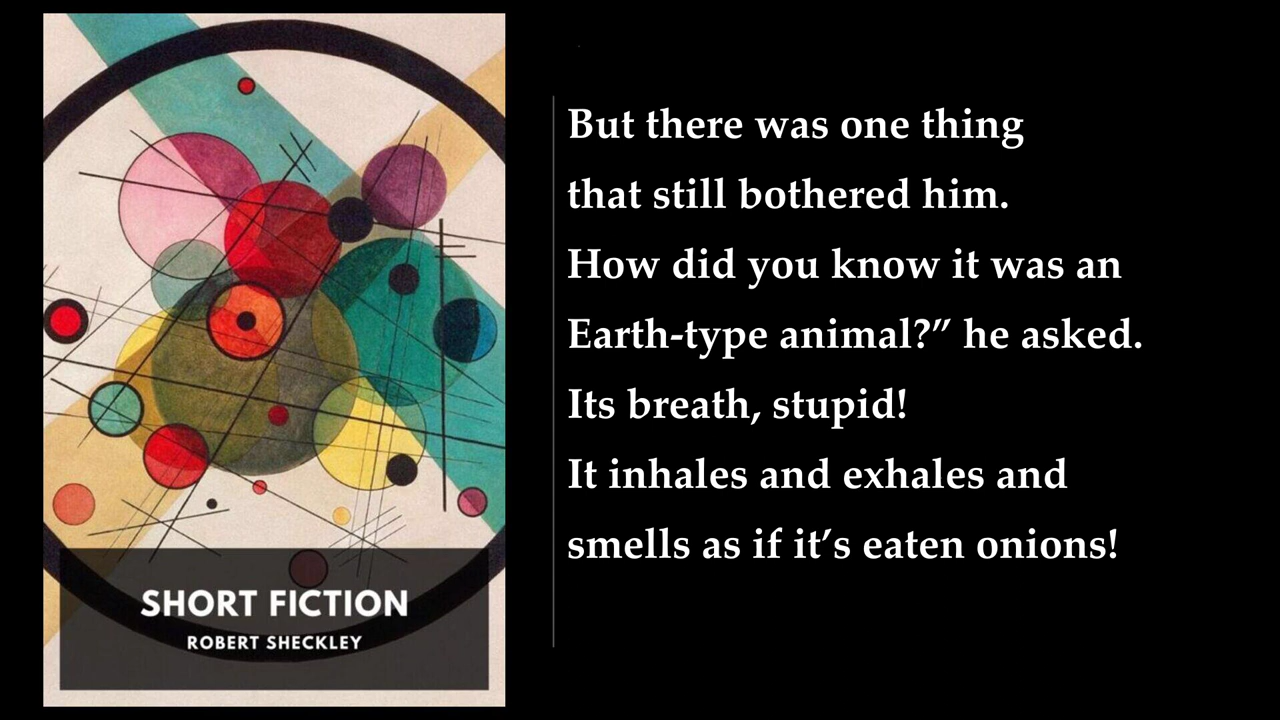 But there was one thing
that still bothered him.
How did you know it was an
Earth-type animal?” he asked.
Its breath, stupid!
It inhales and exhales and
smells as if it’s eaten onions!
SHORT FICTION
ROBERT SHECKLEY